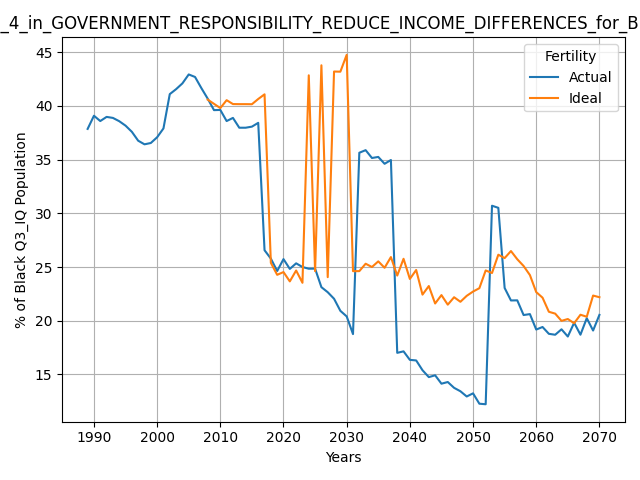 _4_in_GOVERNMENT_RESPONSIBILITY_REDUCE_INCOME_DIFFERENCES_for_B
45
40
35
30
25
20
15
% of Black Q3_IQ Population
Fertility
Actual
Ideal
1990 2000 2010 2020 2030 2040 2050 2060 2070
Years